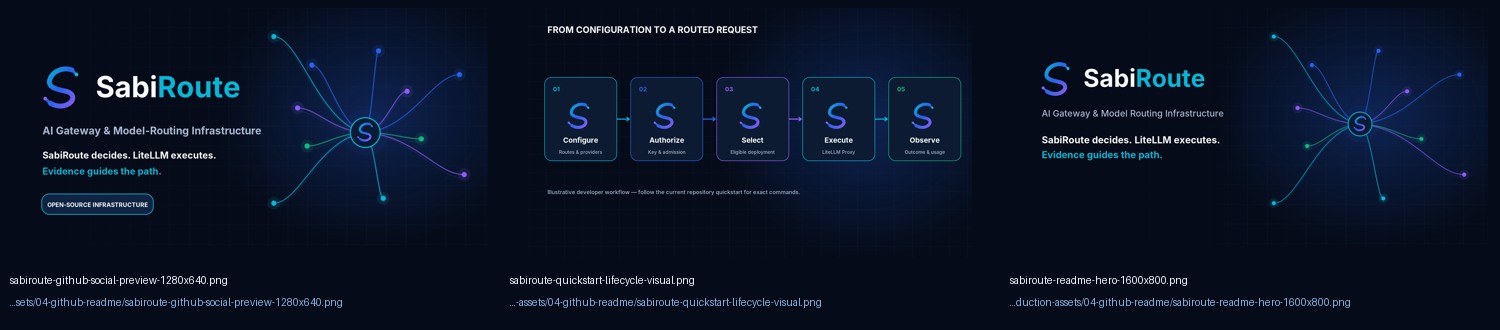 SabiRoute
AI Gateway & Model-Routing Infrastructure
SabiRoute decides. LiteLLM executes.
Evidence guides the path.
OPEN-SOURCE INFRASTRUCTURE
sabiroute-github-social-preview-1280x640.png
...sets/04-github-readme/sabiroute-github-social-preview-1280x640.png
FROM CONFIGURATION TO A ROUTED REQUEST
01
Configure
Routes & providers
02
Authorize
Key & admission
03
Select
Eligible deployment
04
Execute
LiteLLM Proxy
05
Observe
Outcome & usage
Illustrative developer workflow — follow the current repository quickstart for exact commands.
sabiroute-quickstart-lifecycle-visual.png
...-assets/04-github-readme/sabiroute-quickstart-lifecycle-visual.png
SabiRoute
AI Gateway & Model Routing Infrastructure
SabiRoute decides. LiteLLM executes.
Evidence guides the path.
sabiroute-readme-hero-1600x800.png
...duction-assets/04-github-readme/sabiroute-readme-hero-1600x800.png